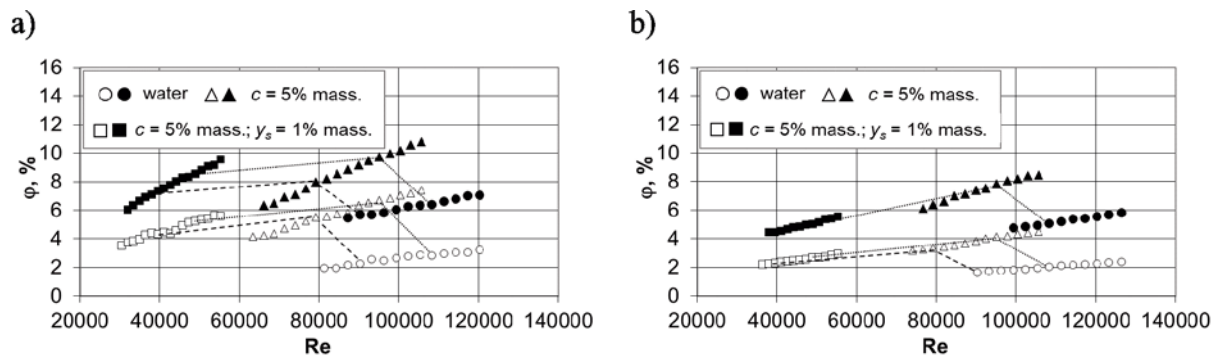 a)
16
14
12
10
8
6
4
2
0
φ, %
water
c = 5% mass.
c = 5% mass.; yₛ = 1% mass.
20000 40000 60000 80000 100000 120000 140000
Re
b)
16
14
12
10
8
6
4
2
0
φ, %
water
c = 5% mass.
c = 5% mass.; yₛ = 1% mass.
20000 40000 60000 80000 100000 120000 140000
Re